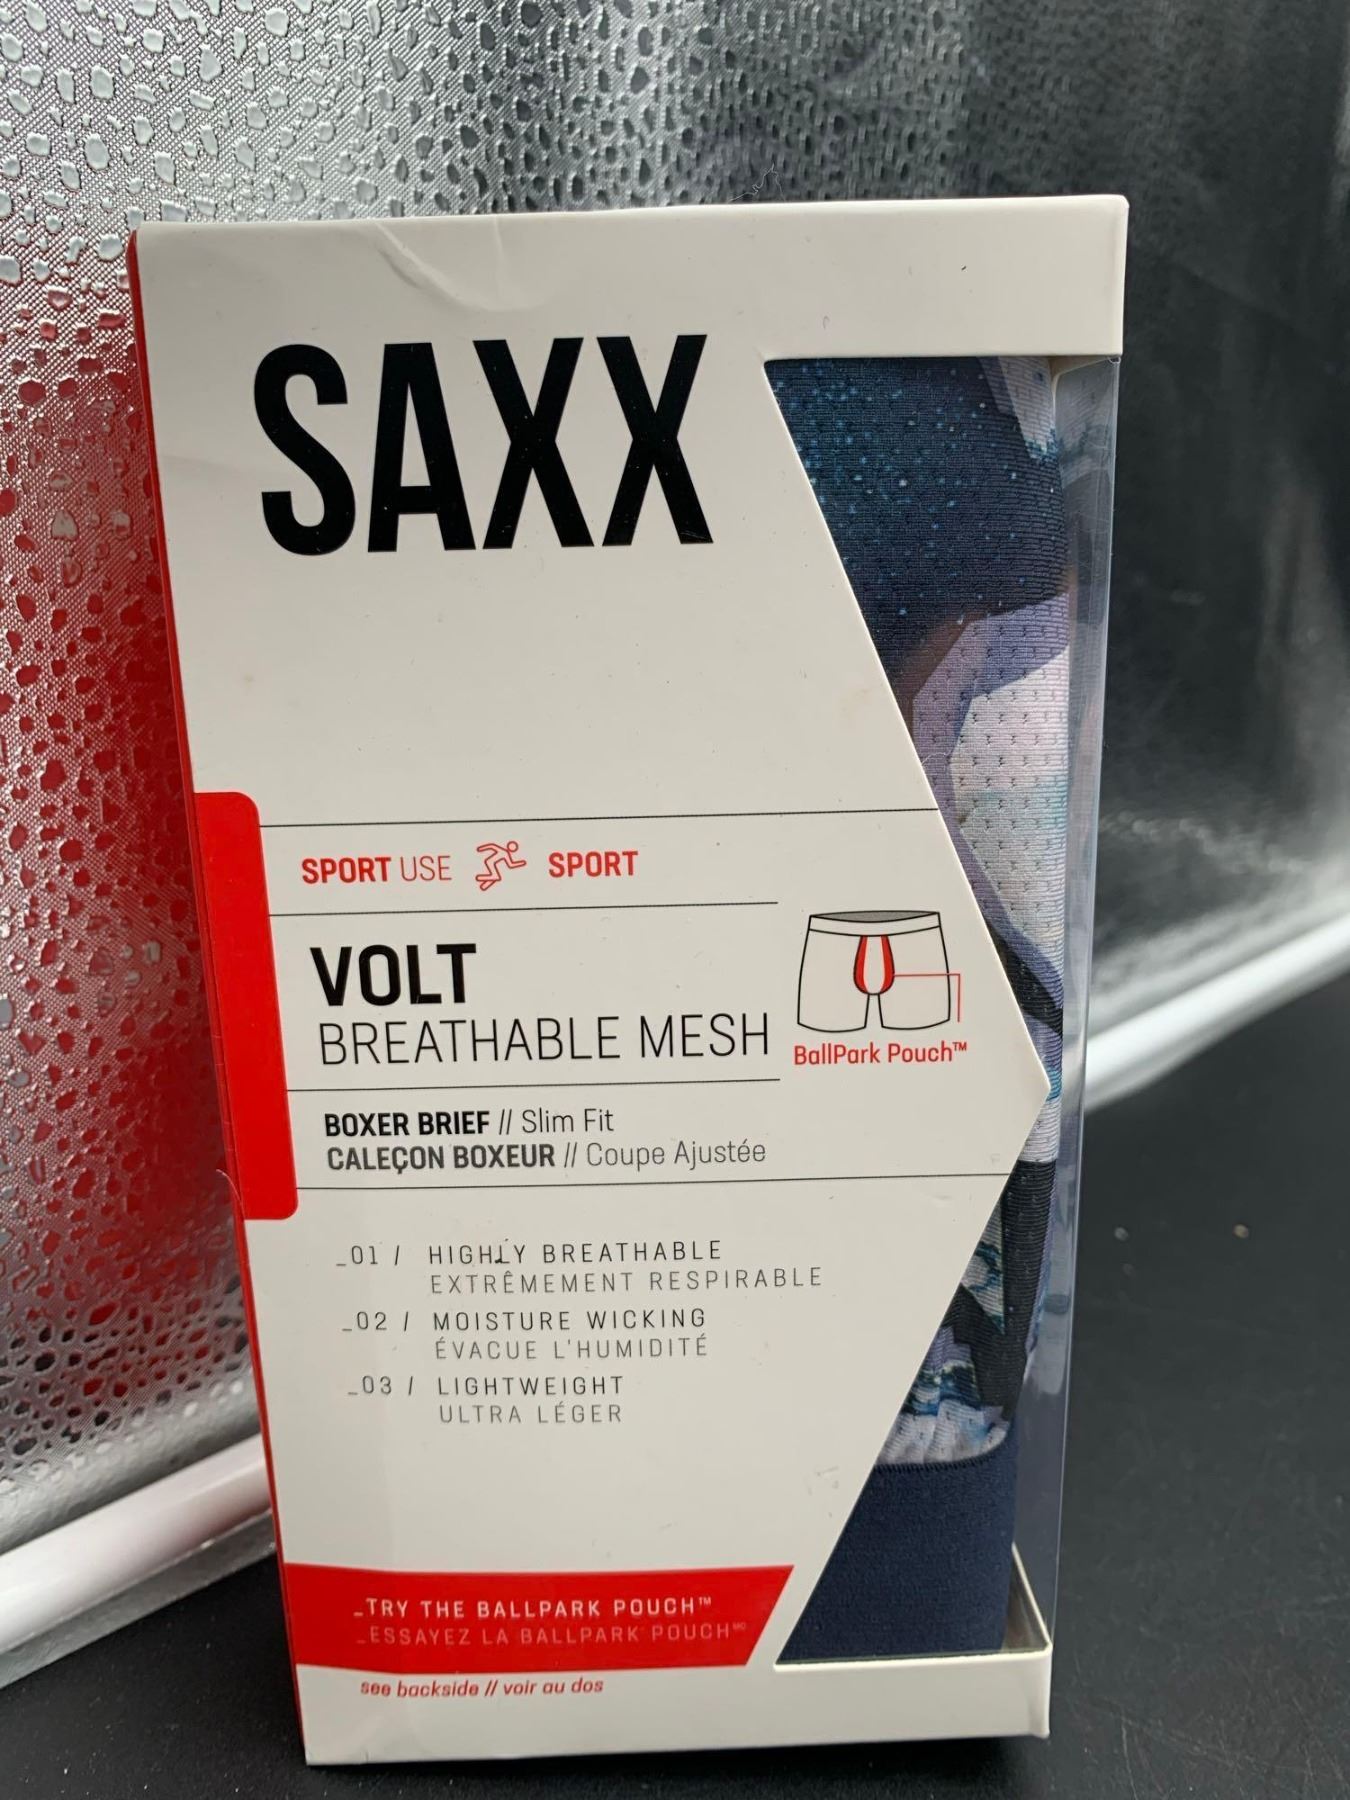 SAXX
SPORT USE SPORT
VOLT
BREATHABLE MESH
BallPark Pouch™
BOXER BRIEF // Slim Fit
CALEÇON BOXEUR // Coupe Ajustée
_01 / HIGHLY BREATHABLE
EXTRÊMEMENT RESPIRABLE
_02 / MOISTURE WICKING
ÉVACUE L'HUMIDITÉ
_03 / LIGHTWEIGHT
ULTRA LÉGER
_TRY THE BALLPARK POUCH™
_ESSAYEZ LA BALLPARK POUCHᴹᴰ
see backside // voir au dos